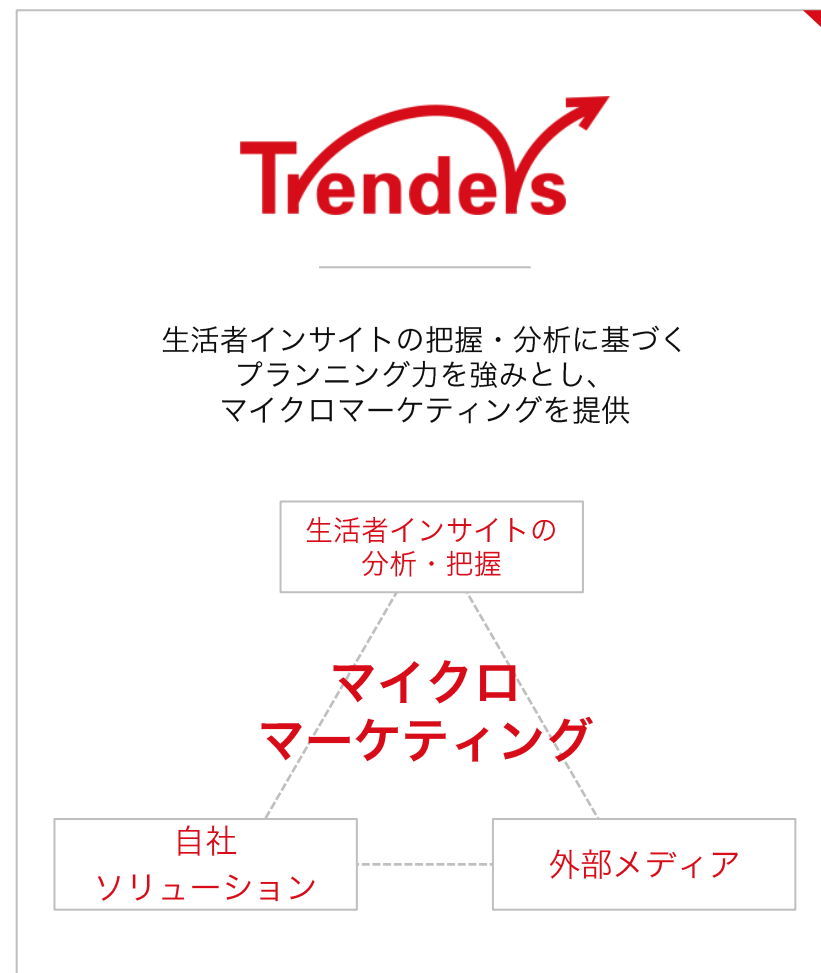 Trenders
生活者インサイトの把握・分析に基づく
プランニング力を強みとし、
マイクロマーケティングを提供
生活者インサイトの
分析・把握
マイクロ
マーケティング
自社
ソリューション
外部メディア